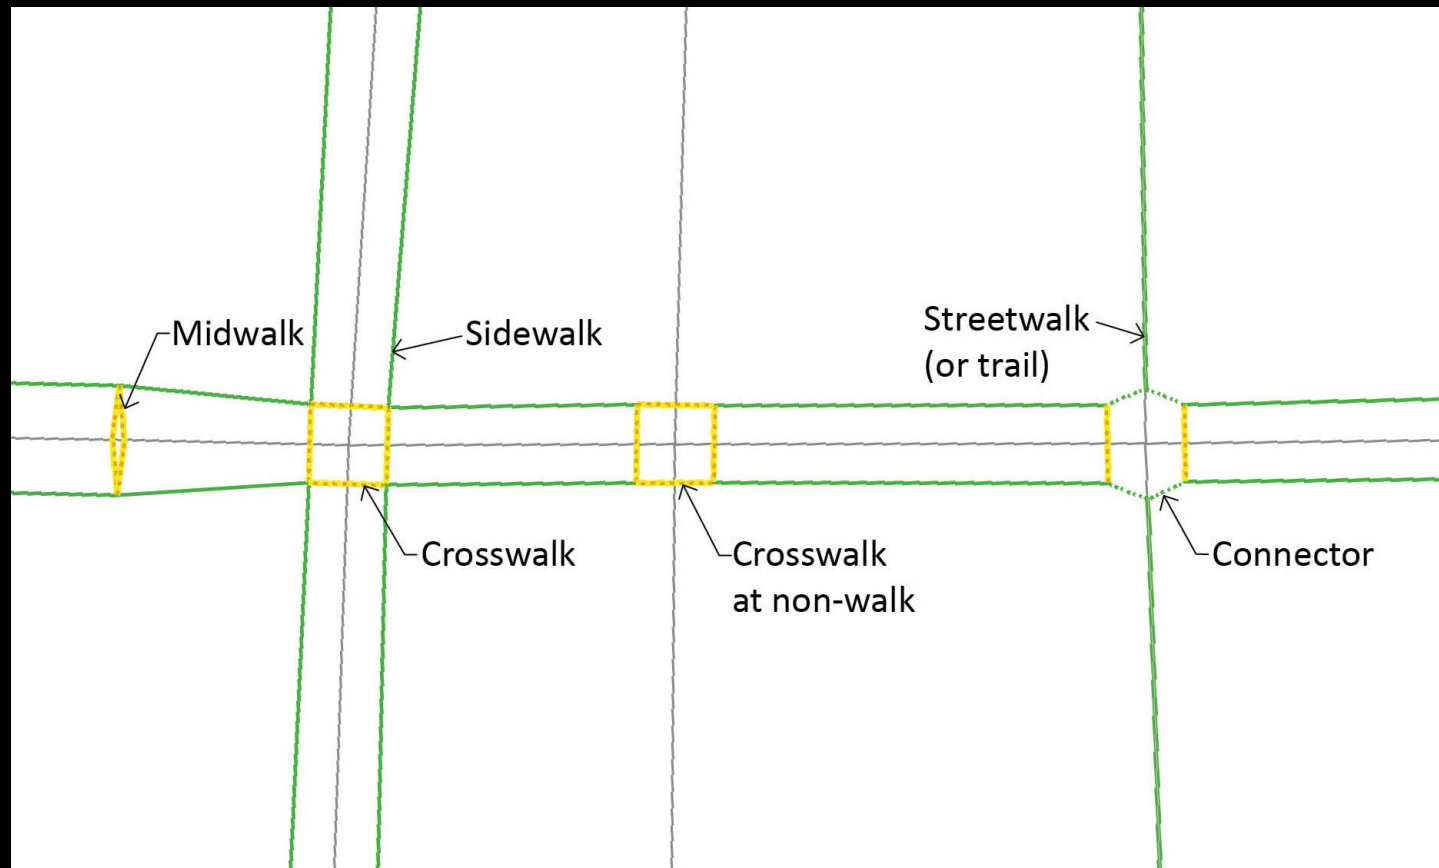 Midwalk
Sidewalk
Streetwalk
(or trail)
Crosswalk
Crosswalk
at non-walk
Connector